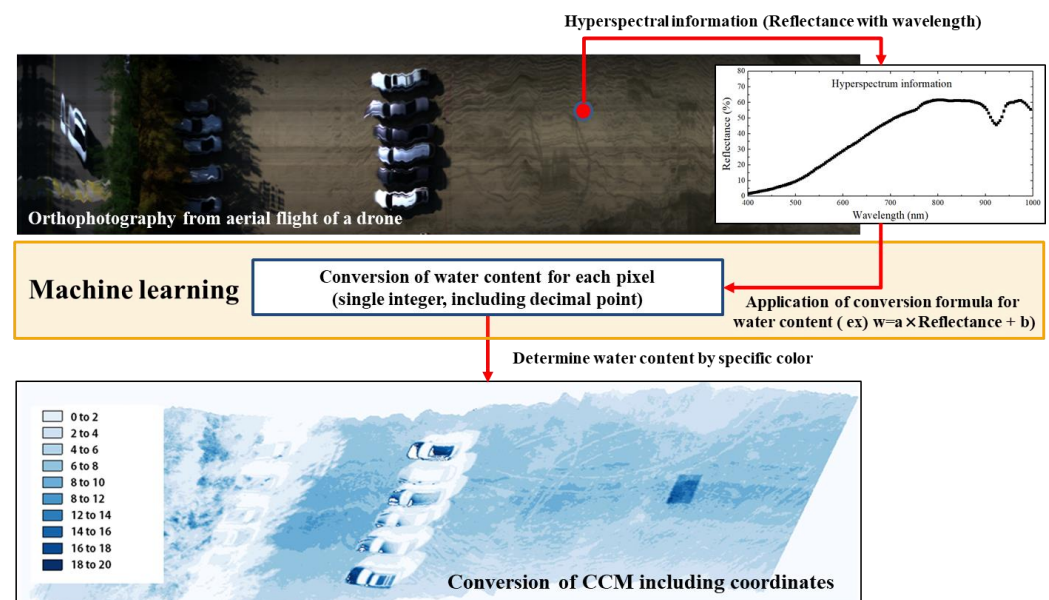 Hyperspectral information (Reflectance with wavelength)
Orthophotography from aerial flight of a drone
Hyperspectrum information
Reflectance (%)
80
70
60
50
40
30
20
10
0
400 500 600 700 800 900 1000
Wavelength (nm)
Machine learning
Conversion of water content for each pixel
(single integer, including decimal point)
Application of conversion formula for
water content ( ex) w=a×Reflectance + b)
Determine water content by specific color
0 to 2
2 to 4
4 to 6
6 to 8
8 to 10
8 to 12
12 to 14
14 to 16
16 to 18
18 to 20
Conversion of CCM including coordinates